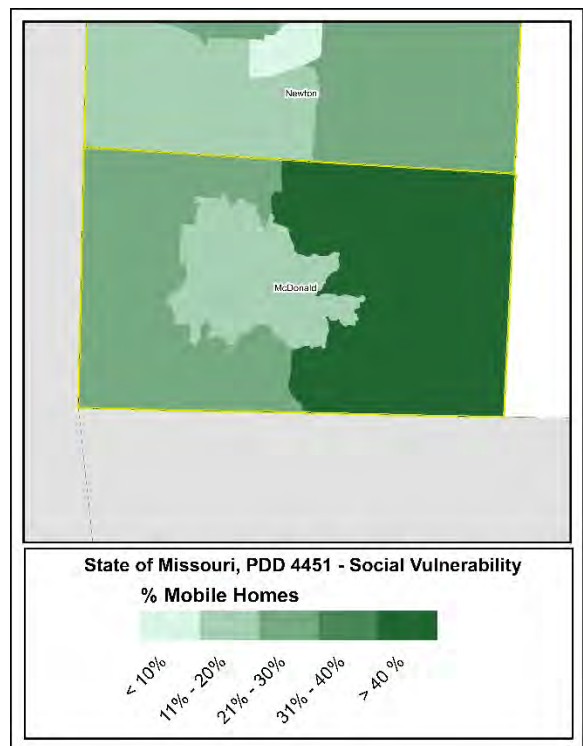 Newton
McDonald
State of Missouri, PDD 4451 - Social Vulnerability
% Mobile Homes
< 10%
11% - 20%
21% - 30%
31% - 40%
> 40 %